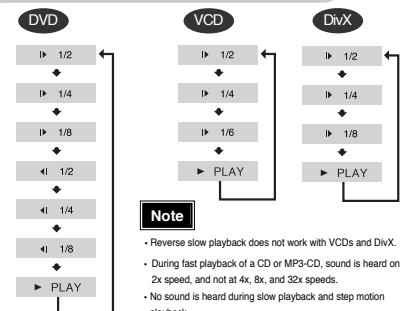 DVD
I▶ 1/2
I▶ 1/4
I▶ 1/8
◀I 1/2
◀I 1/4
◀I 1/8
► PLAY
VCD
I▶ 1/2
I▶ 1/4
I▶ 1/6
► PLAY
DivX
I▶ 1/2
I▶ 1/4
I▶ 1/8
► PLAY
Note
• Reverse slow playback does not work with VCDs and DivX.
• During fast playback of a CD or MP3-CD, sound is heard on
2x speed, and not at 4x, 8x, and 32x speeds.
• No sound is heard during slow playback and step motion
playback.